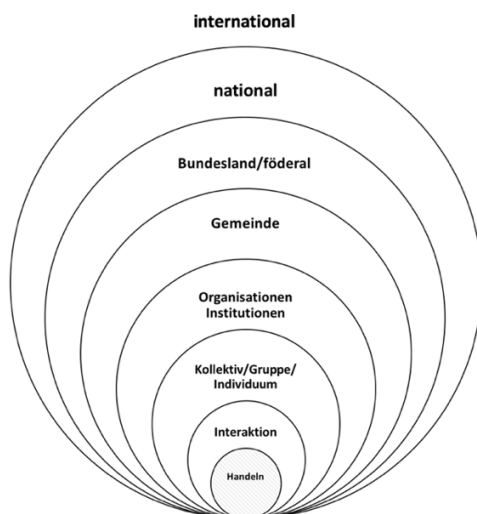 international
national
Bundesland/föderal
Gemeinde
Organisationen
Institutionen
Kollektiv/Gruppe/
Individuum
Interaktion
Handeln